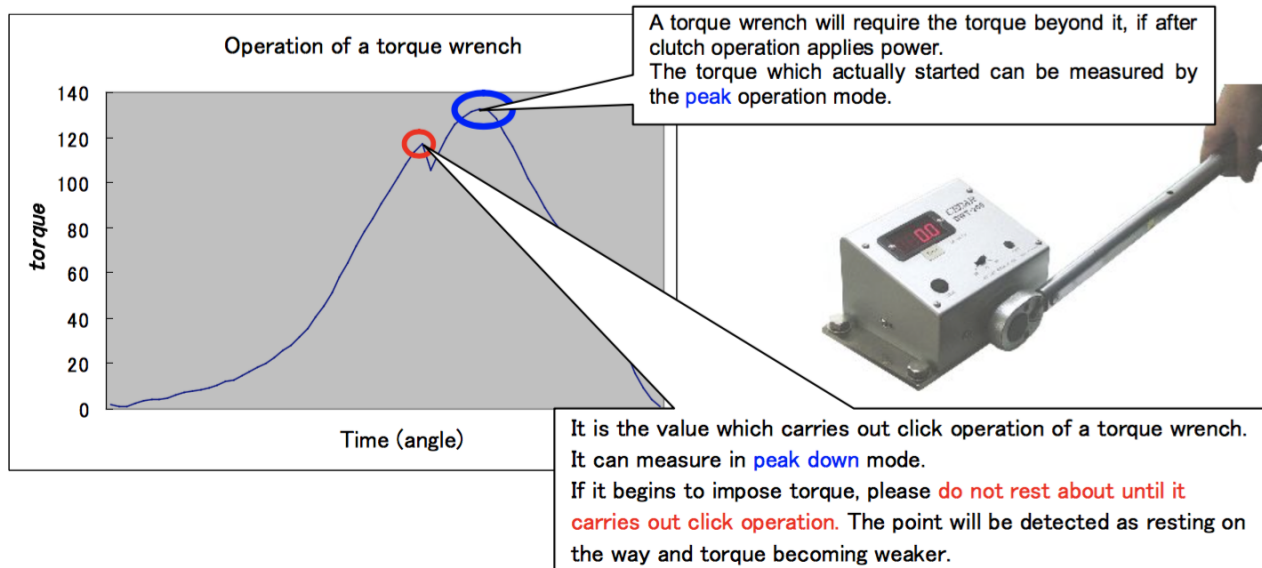 Operation of a torque wrench
A torque wrench will require the torque beyond it, if after
clutch operation applies power.
The torque which actually started can be measured by
the peak operation mode.
140
120
100
80
60
40
20
0
torque
Time (angle)
CEDAR
0.0
It is the value which carries out click operation of a torque wrench.
It can measure in peak down mode.
If it begins to impose torque, please do not rest about until it
carries out click operation. The point will be detected as resting on
the way and torque becoming weaker.